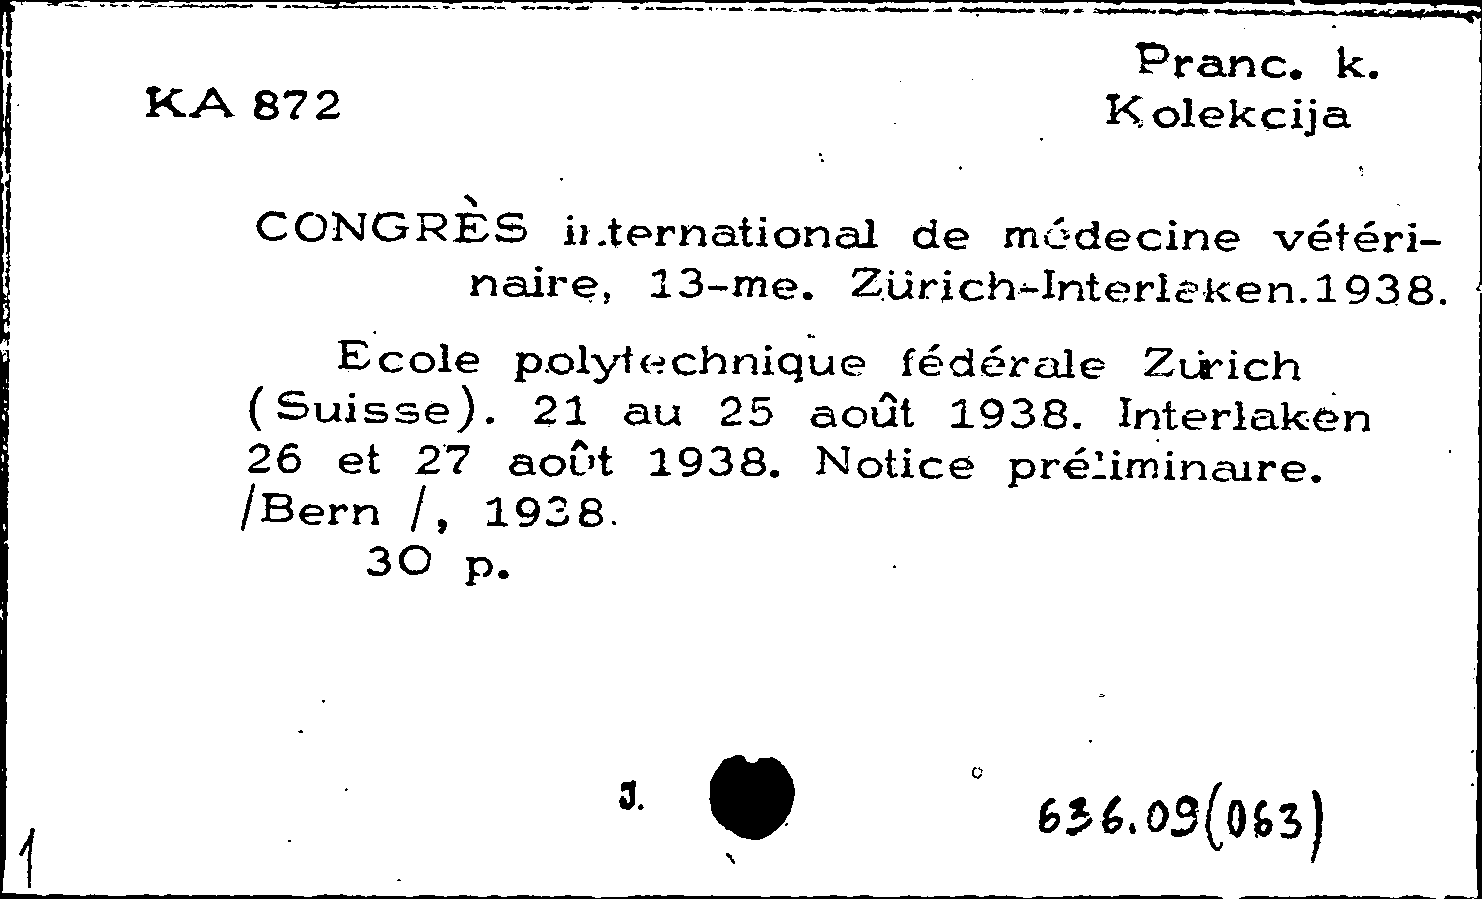 Pranc. k.
KA 872
Kolekcija
CONGRÈS international de médecine vétéri-
naire, 13-me. Zürich-Interlaken. 1938.
Ecole polytechnique fédérale Zürich
(Suisse). 21 au 25 août 1938. Interlaken
26 et 27 août 1938. Notice préliminaire.
/Bern/, 1938.
30 p.
J.
636.09(063)
1